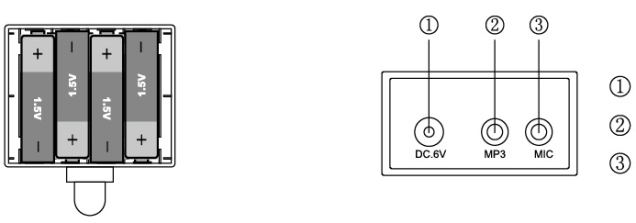 + − + −
1.5V 1.5V 1.5V 1.5V
− + − +
① ② ③
DC.6V MP3 MIC
①
②
③